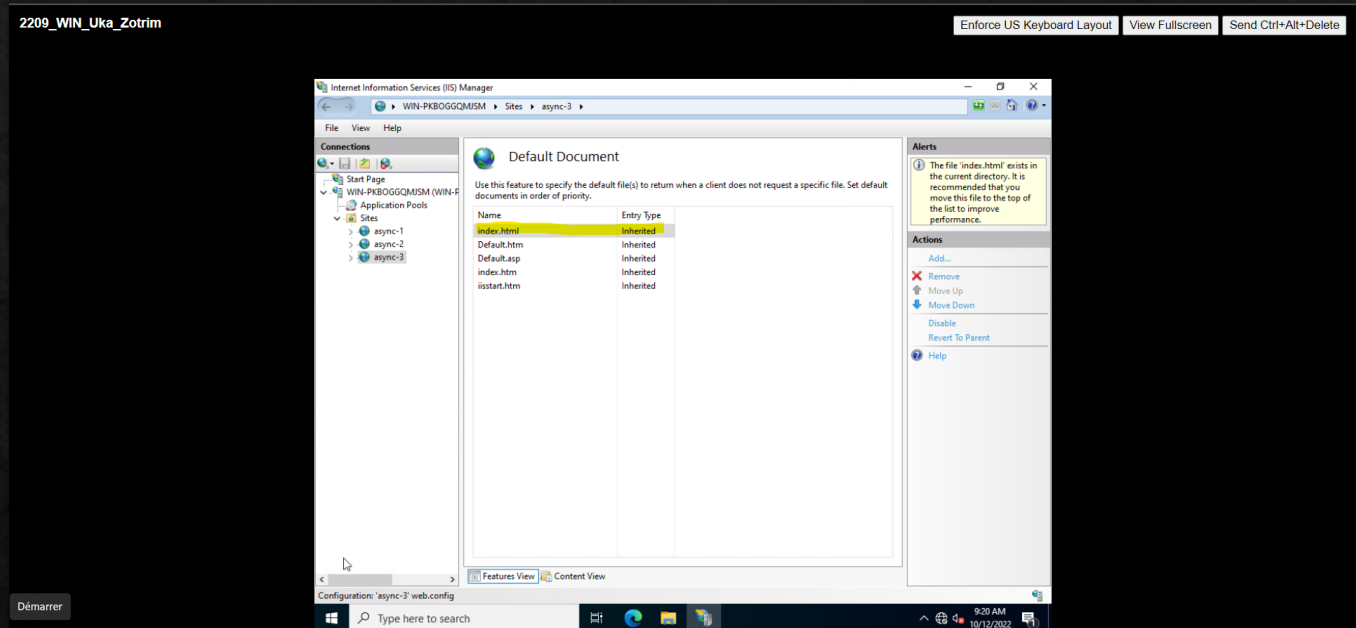 2209_WIN_Uka_Zotrim
Enforce US Keyboard Layout
View Fullscreen
Send Ctrl+Alt+Delete
Internet Information Services (IIS) Manager
WIN-PKBOGGQMJSM
Sites
async-3
File View Help
Connections
Start Page
WIN-PKBOGGQMJSM (WIN-P
Application Pools
Sites
async-1
async-2
async-3
Default Document
Use this feature to specify the default file(s) to return when a client does not request a specific file. Set default
documents in order of priority.
Name Entry Type
index.html Inherited
Default.htm Inherited
Default.asp Inherited
index.htm Inherited
iisstart.htm Inherited
Features View
Content View
Alerts
The file 'index.html' exists in
the current directory. It is
recommended that you
move this file to the top of
the list to improve
performance.
Actions
Add...
Remove
Move Up
Move Down
Disable
Revert To Parent
Help
Configuration: 'async-3' web.config
Démarrer
Type here to search
9:20 AM
10/12/2022
1